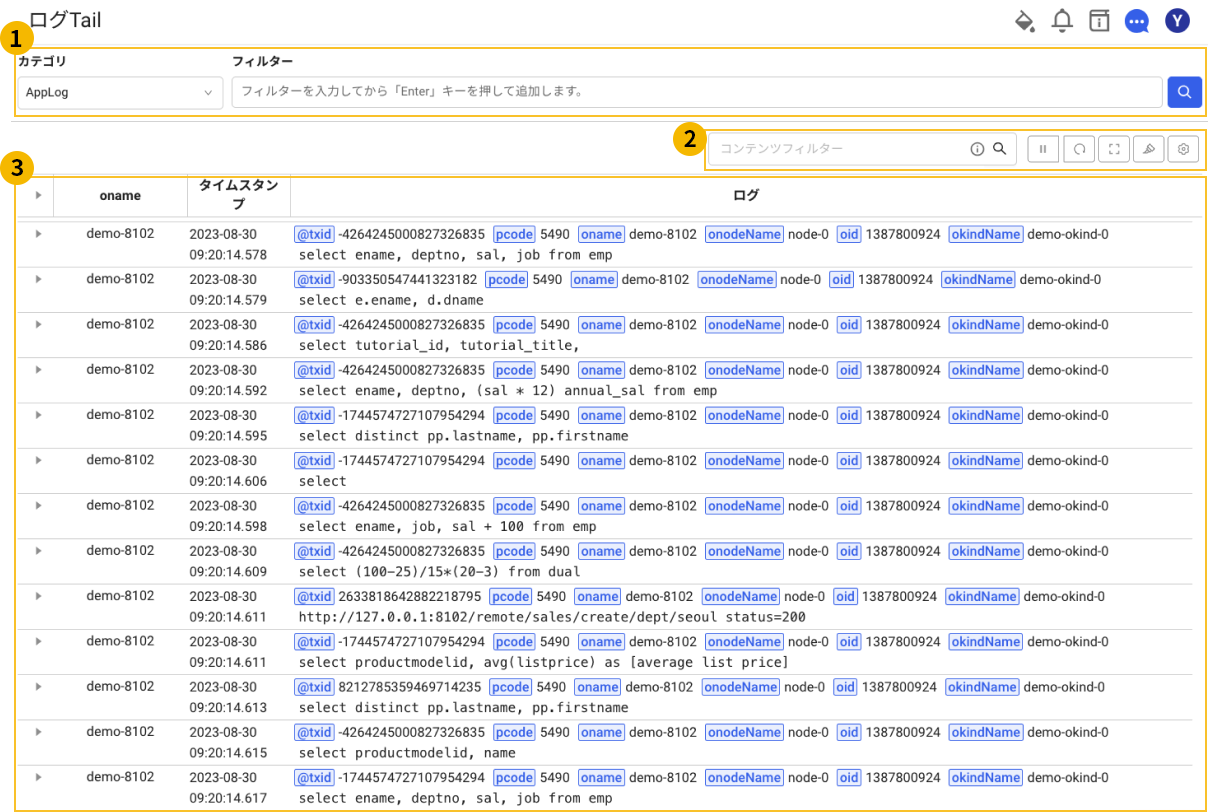 ログTail
Y
1
カテゴリ フィルター
AppLog フィルターを入力してから「Enter」キーを押して追加します。
2
コンテンツフィルター
3
oname タイムスタンプ ログ
demo-8102 2023-08-30 @txid -4264245000827326835 pcode 5490 oname demo-8102 onodeName node-0 oid 1387800924 okindName demo-okind-0
09:20:14.578 select ename, deptno, sal, job from emp
demo-8102 2023-08-30 @txid -903350547441323182 pcode 5490 oname demo-8102 onodeName node-0 oid 1387800924 okindName demo-okind-0
09:20:14.579 select e.ename, d.dname
demo-8102 2023-08-30 @txid -4264245000827326835 pcode 5490 oname demo-8102 onodeName node-0 oid 1387800924 okindName demo-okind-0
09:20:14.586 select tutorial_id, tutorial_title,
demo-8102 2023-08-30 @txid -4264245000827326835 pcode 5490 oname demo-8102 onodeName node-0 oid 1387800924 okindName demo-okind-0
09:20:14.592 select ename, deptno, (sal * 12) annual_sal from emp
demo-8102 2023-08-30 @txid -1744574727107954294 pcode 5490 oname demo-8102 onodeName node-0 oid 1387800924 okindName demo-okind-0
09:20:14.595 select distinct pp.lastname, pp.firstname
demo-8102 2023-08-30 @txid -1744574727107954294 pcode 5490 oname demo-8102 onodeName node-0 oid 1387800924 okindName demo-okind-0
09:20:14.606 select
demo-8102 2023-08-30 @txid -4264245000827326835 pcode 5490 oname demo-8102 onodeName node-0 oid 1387800924 okindName demo-okind-0
09:20:14.598 select ename, job, sal + 100 from emp
demo-8102 2023-08-30 @txid -4264245000827326835 pcode 5490 oname demo-8102 onodeName node-0 oid 1387800924 okindName demo-okind-0
09:20:14.609 select (100-25)/15*(20-3) from dual
demo-8102 2023-08-30 @txid 2633818642882218795 pcode 5490 oname demo-8102 onodeName node-0 oid 1387800924 okindName demo-okind-0
09:20:14.611 http://127.0.0.1:8102/remote/sales/create/dept/seoul status=200
demo-8102 2023-08-30 @txid -1744574727107954294 pcode 5490 oname demo-8102 onodeName node-0 oid 1387800924 okindName demo-okind-0
09:20:14.611 select productmodelid, avg(listprice) as [average list price]
demo-8102 2023-08-30 @txid 8212785359469714235 pcode 5490 oname demo-8102 onodeName node-0 oid 1387800924 okindName demo-okind-0
09:20:14.613 select distinct pp.lastname, pp.firstname
demo-8102 2023-08-30 @txid -4264245000827326835 pcode 5490 oname demo-8102 onodeName node-0 oid 1387800924 okindName demo-okind-0
09:20:14.615 select productmodelid, name
demo-8102 2023-08-30 @txid -1744574727107954294 pcode 5490 oname demo-8102 onodeName node-0 oid 1387800924 okindName demo-okind-0
09:20:14.617 select ename, deptno, sal, job from emp